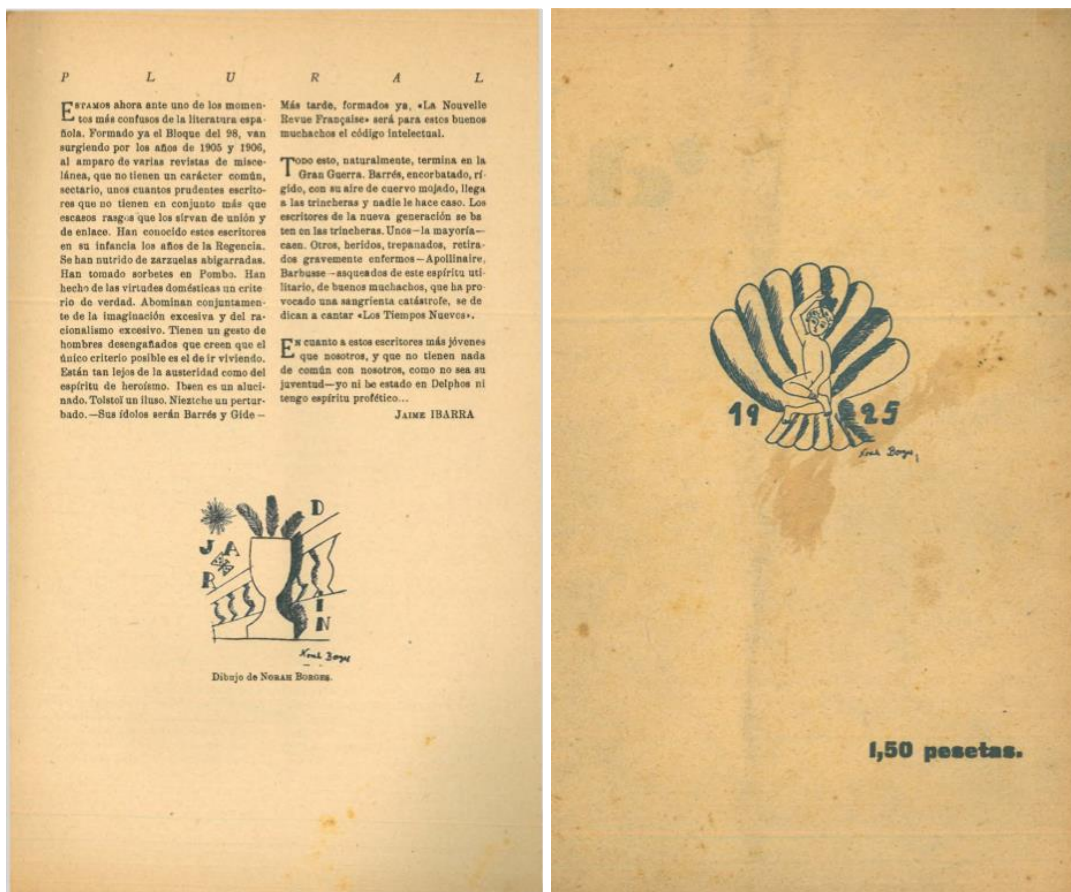 P L U R A L
ESTAMOS ahora ante uno de los momen-
tos más confusos de la literatura espa-
ñola. Formado ya el Bloque del 98, van
surgiendo por los años de 1905 y 1906,
al amparo de varias revistas de misce-
lánea, que no tienen un carácter común,
sectario, unos cuantos prudentes escrito-
res que no tienen en conjunto más que
escasos rasgos que los sirvan de unión y
de enlace. Han conocido estos escritores
en su infancia los años de la Regencia.
Se han nutrido de zarzuelas abigarradas.
Han tomado sorbetes en Pombo. Han
hecho de las virtudes domésticas un crite-
rio de verdad. Abominan conjuntamen-
te de la imaginación excesiva y del ra-
cionalismo excesivo. Tienen un gesto de
hombres desengañados que creen que el
único criterio posible es el de ir viviendo.
Están tan lejos de la austeridad como del
espíritu de heroísmo. Ibsen es un aluci-
nado. Tolstoï un iluso. Nieztche un pertur-
bado.—Sus ídolos serán Barrés y Gide—
Más tarde, formados ya, «La Nouvelle
Revue Française» será para estos buenos
muchachos el código intelectual.
TODO esto, naturalmente, termina en la
Gran Guerra. Barrés, encorbatado, rí-
gido, con su aire de cuervo mojado, llega
a las trincheras y nadie le hace caso. Los
escritores de la nueva generación se ba
ten en las trincheras. Unos—la mayoría—
caen. Otros, heridos, trepanados, retira-
dos gravemente enfermos—Apollinaire,
Barbusse—asqueados de este espíritu uti-
litario, de buenos muchachos, que ha pro-
vocado una sangrienta catástrofe, se de
dican a cantar «Los Tiempos Nuevos».
EN cuanto a estos escritores más jóvenes
que nosotros, y que no tienen nada
de común con nosotros, como no sea su
juventud—yo ni he estado en Delphos ni
tengo espíritu profético...
JAIME IBARRA
JARDIN
Norah Borges
Dibujo de NORAH BORGES.
1925
Norah Borges
1,50 pesetas.